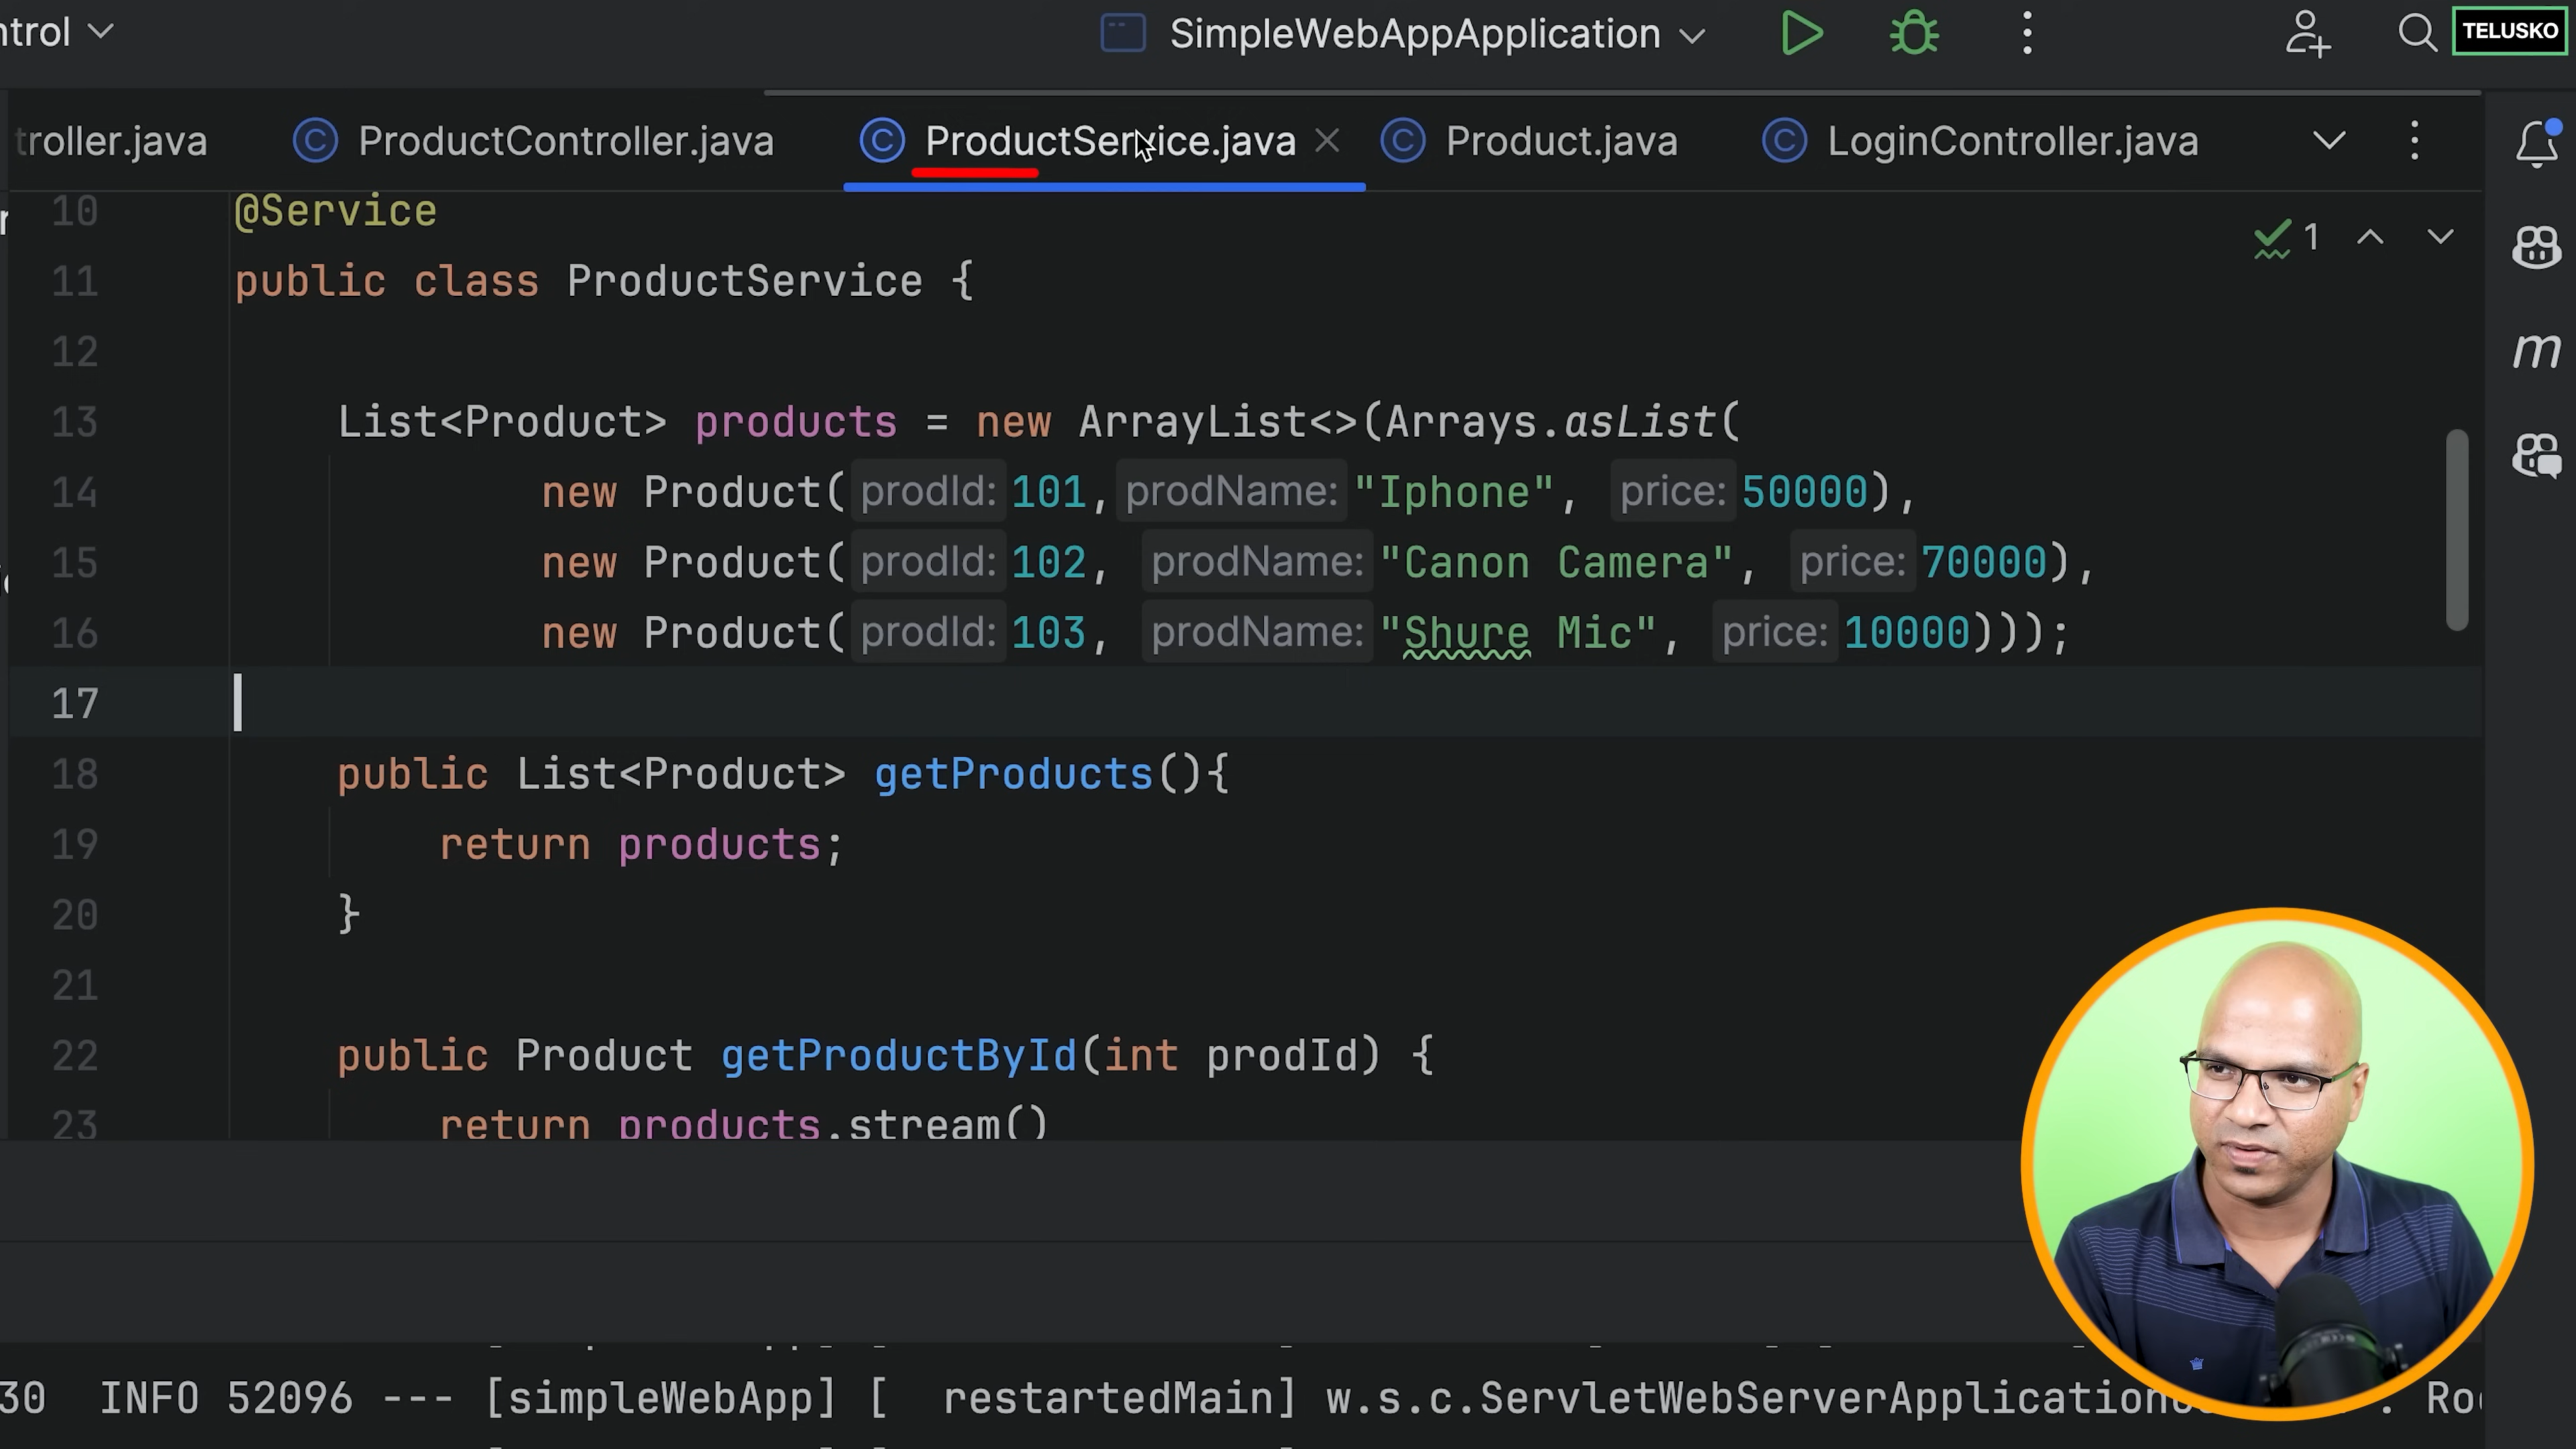 ntrol
SimpleWebAppApplication
TELUSKO
troller.java
ProductController.java
ProductService.java
Product.java
LoginController.java
10 @Service
1
11 public class ProductService {
12
13 List<Product> products = new ArrayList<>(Arrays.asList(
14 new Product( prodId: 101, prodName: "Iphone", price: 50000),
15 new Product( prodId: 102, prodName: "Canon Camera", price: 70000),
16 new Product( prodId: 103, prodName: "Shure Mic", price: 10000)));
17
18 public List<Product> getProducts(){
19 return products;
20 }
21
22 public Product getProductById(int prodId) {
23 return products.stream()
30 INFO 52096 --- [simpleWebApp] [ restartedMain] w.s.c.ServletWebServerApplication : Roo